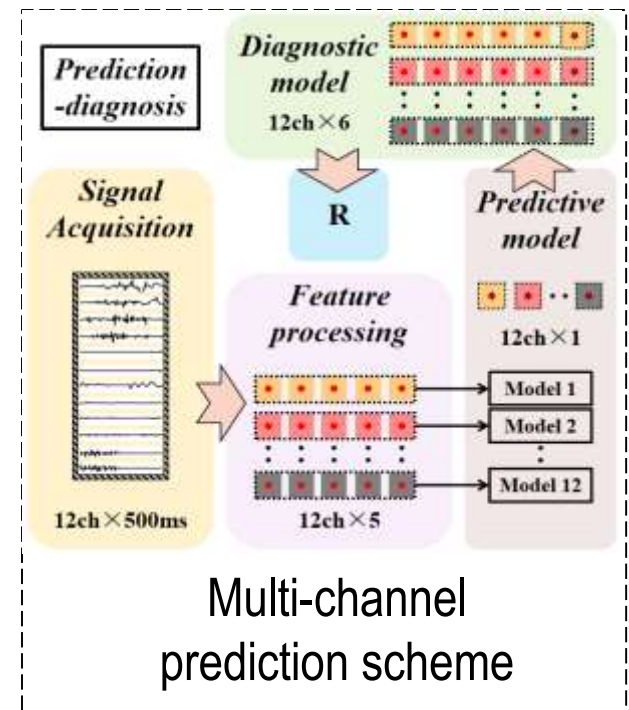 Prediction
-diagnosis
Diagnostic
model
12ch×6
Signal
Acquisition
12ch×500ms
R
Feature
processing
12ch×5
Predictive
model
12ch×1
Model 1
Model 2
Model 12
Multi-channel
prediction scheme